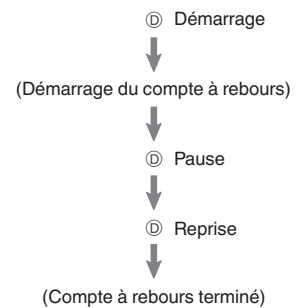 Ⓓ Démarrage
(Démarrage du compte à rebours)
Ⓓ Pause
Ⓓ Reprise
(Compte à rebours terminé)